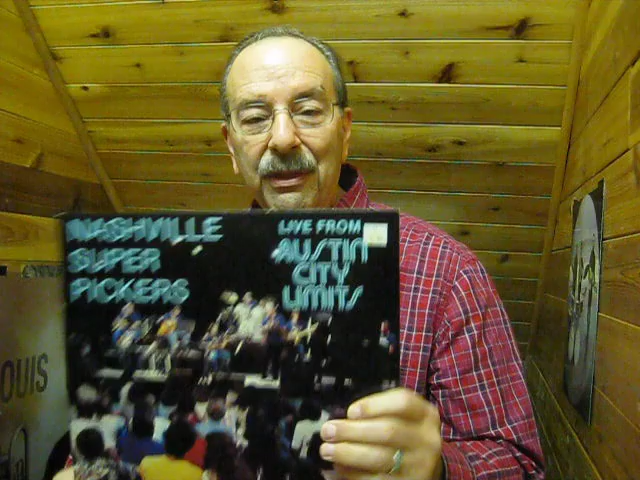 NASHVILLE
SUPER
PICKERS
LIVE FROM
AUSTIN
CITY
LIMITS
OUIS